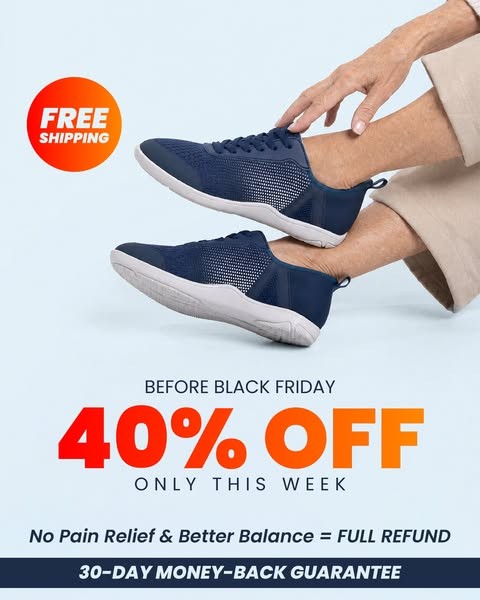 FREE
SHIPPING
BEFORE BLACK FRIDAY
40% OFF
ONLY THIS WEEK
No Pain Relief & Better Balance = FULL REFUND
30-DAY MONEY-BACK GUARANTEE